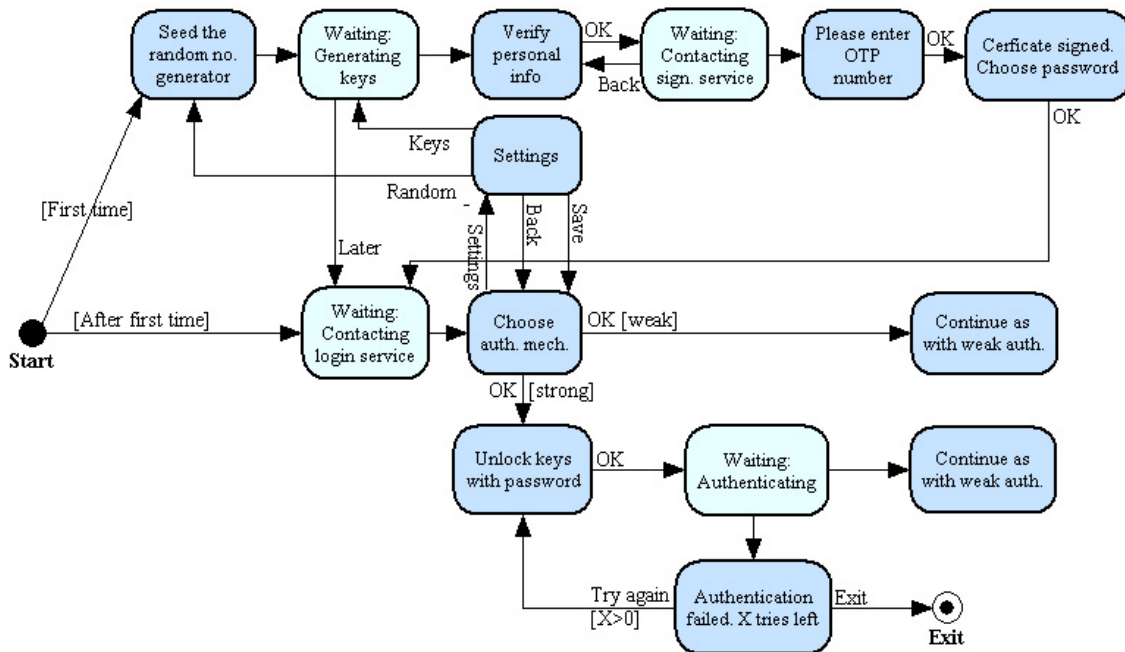 Seed the
random no.
generator
Waiting:
Generating
keys
Verify
personal
info
OK
Back
Waiting:
Contacting
sign. service
Please enter
OTP
number
OK
Cerficate signed.
Choose password
OK
Keys
Settings
Random
[First time]
Later
Settings
Back
Save
[After first time]
Start
Waiting:
Contacting
login service
Choose
auth. mech.
OK [weak]
Continue as
with weak auth.
OK [strong]
Unlock keys
with password
OK
Waiting:
Authenticating
Continue as
with weak auth.
Try again
[X>0]
Authentication
failed. X tries left
Exit
Exit